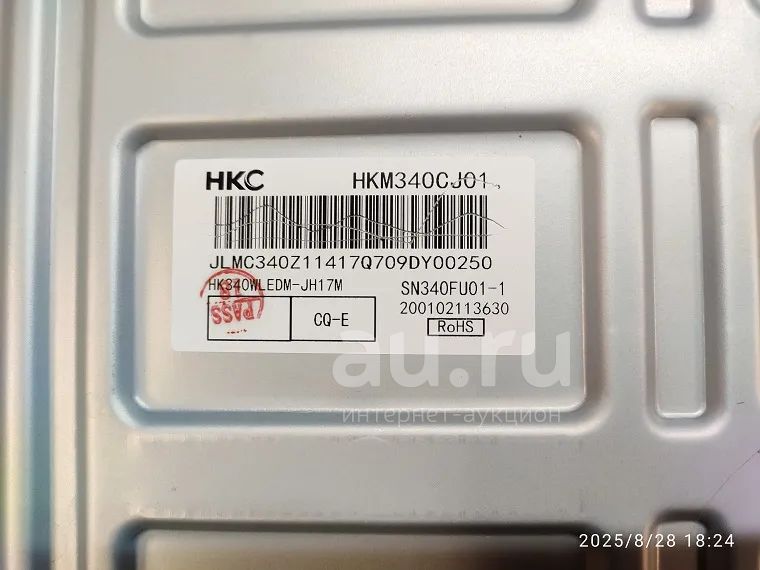 HKC HKM340CJ01
JLMC340Z11417Q709DY00250
HK340WLEDM-JH17M SN340FU01-1
200102113630
PASS
18
CQ-E
RoHS
au.ru
интернет-аукцион
2025/8/28 18:24